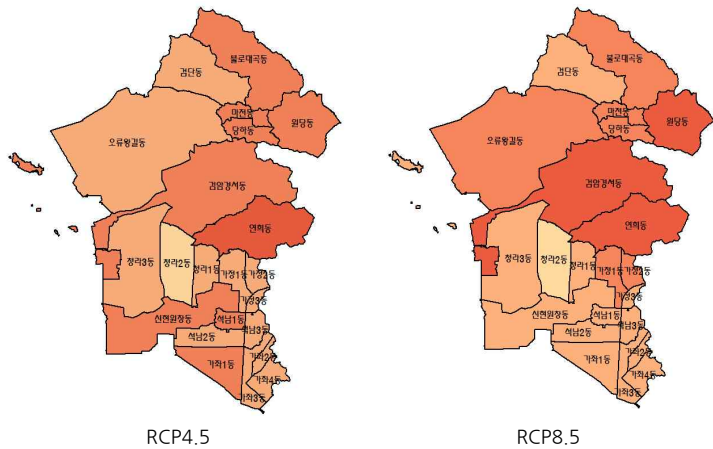 불로대곡동
검단동
마전동
원당동
당하동
오류왕길동
검암경서동
연희동
청라3동
청라2동
청라1동
가정1동
가정2동
가정3동
신현원창동
석남1동
석남2동
석남3동
가좌1동
가좌2동
가좌4동
가좌3동
RCP4.5
불로대곡동
검단동
마전동
원당동
당하동
오류왕길동
검암경서동
연희동
청라3동
청라2동
청라1동
가정1동
가정2동
가정3동
신현원창동
석남1동
석남2동
석남3동
가좌1동
가좌2동
가좌4동
가좌3동
RCP8.5